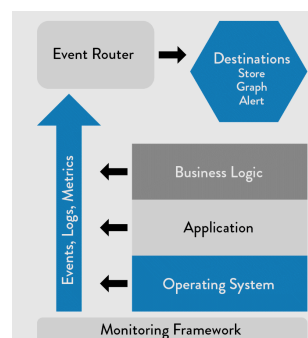 Event Router
Destinations
Store
Graph
Alert
Events, Logs, Metrics
Business Logic
Application
Operating System
Monitoring Framework